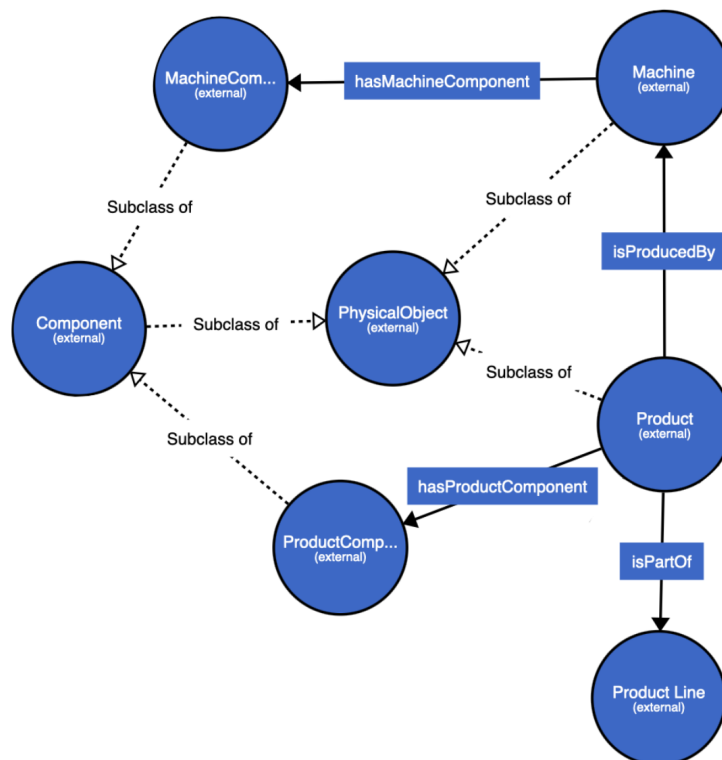 MachineCom...
(external)
hasMachineComponent
Machine
(external)
Subclass of
Subclass of
isProducedBy
Component
(external)
Subclass of
PhysicalObject
(external)
Subclass of
Product
(external)
Subclass of
hasProductComponent
ProductComp...
(external)
isPartOf
Product Line
(external)